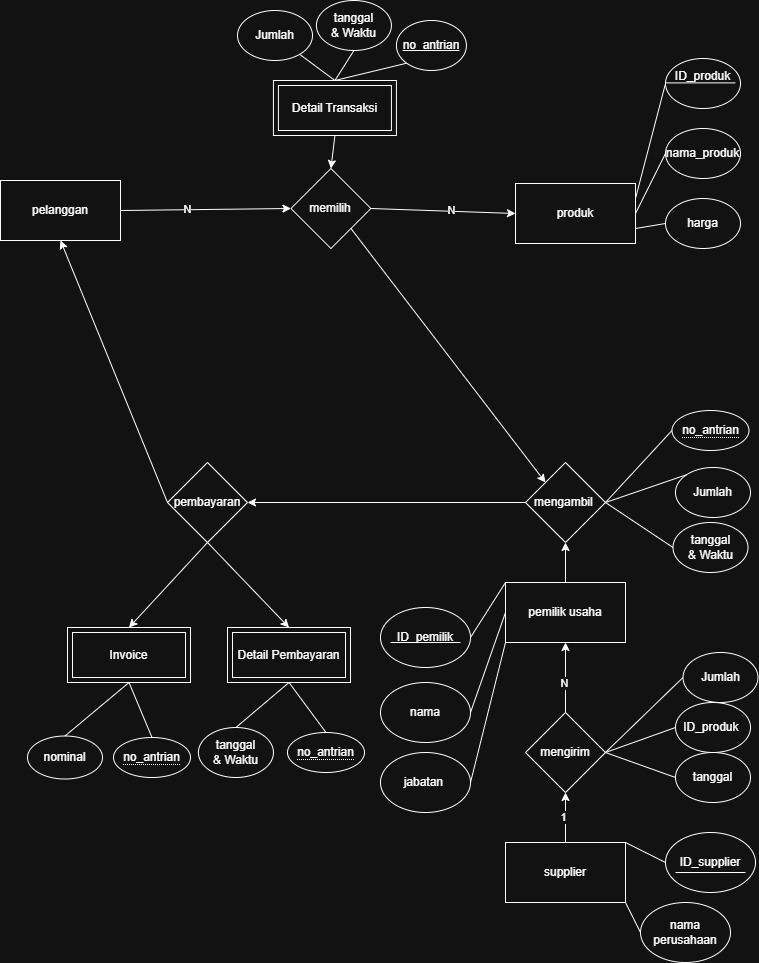 tanggal
& Waktu
Jumlah
no_antrian
Detail Transaksi
ID_produk
nama_produk
pelanggan
N
memilih
N
produk
harga
no_antrian
Jumlah
pembayaran
mengambil
tanggal
& Waktu
pemilik usaha
ID_pemilik
Invoice
Detail Pembayaran
nama
N
Jumlah
ID_produk
nominal
no_antrian
tanggal
& Waktu
no_antrian
mengirim
jabatan
tanggal
1
supplier
ID_supplier
nama
perusahaan